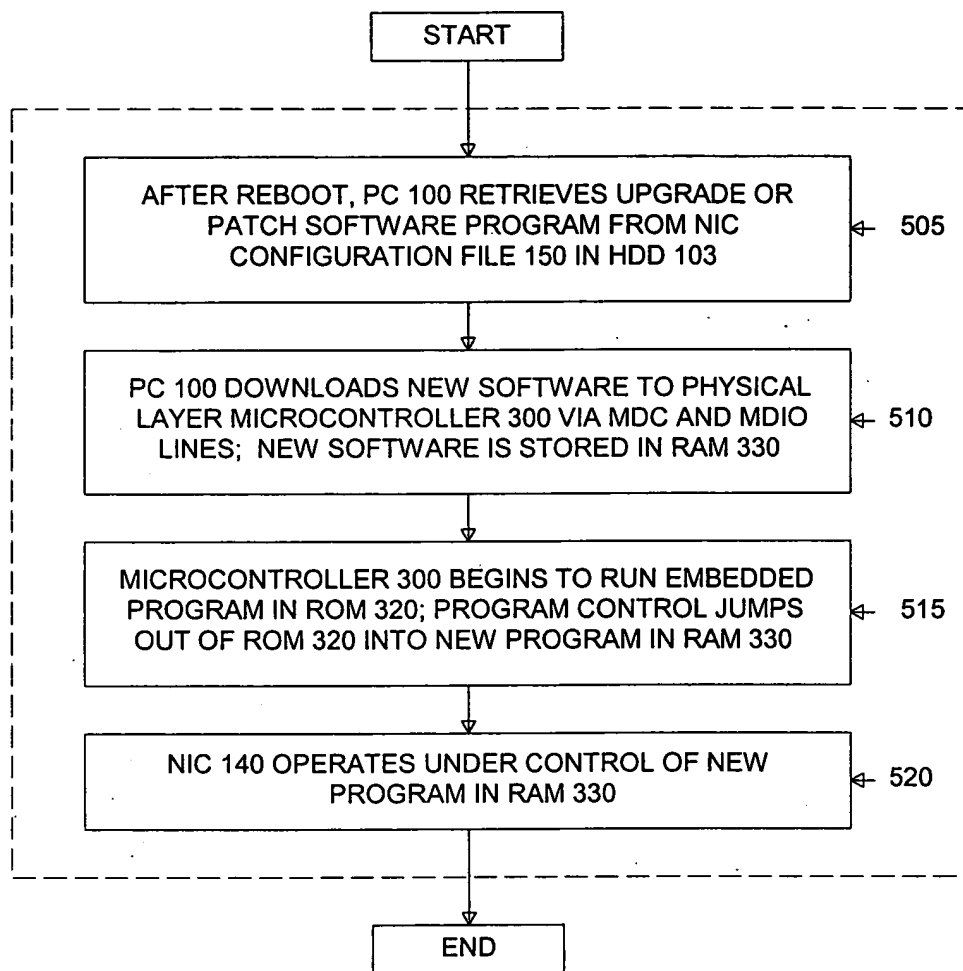 START
AFTER REBOOT, PC 100 RETRIEVES UPGRADE OR
PATCH SOFTWARE PROGRAM FROM NIC
CONFIGURATION FILE 150 IN HDD 103
505
PC 100 DOWNLOADS NEW SOFTWARE TO PHYSICAL
LAYER MICROCONTROLLER 300 VIA MDC AND MDIO
LINES; NEW SOFTWARE IS STORED IN RAM 330
510
MICROCONTROLLER 300 BEGINS TO RUN EMBEDDED
PROGRAM IN ROM 320; PROGRAM CONTROL JUMPS
OUT OF ROM 320 INTO NEW PROGRAM IN RAM 330
515
NIC 140 OPERATES UNDER CONTROL OF NEW
PROGRAM IN RAM 330
520
END